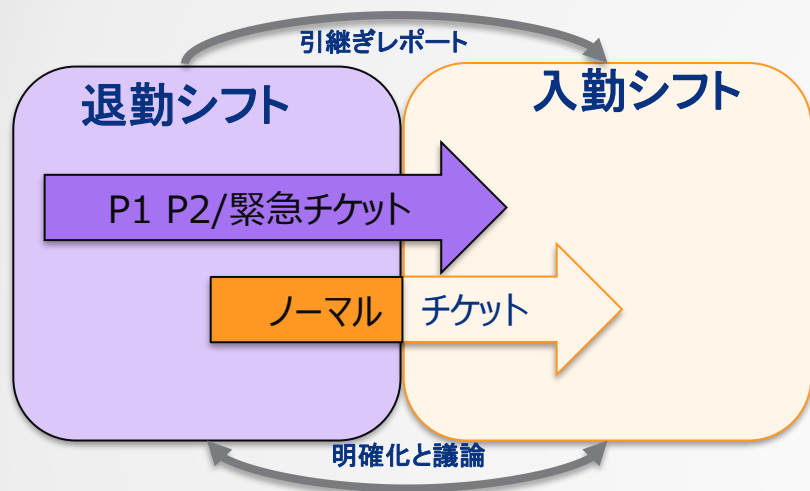 引継ぎレポート
退勤シフト
入勤シフト
P1 P2/緊急チケット
ノーマル チケット
明確化と議論